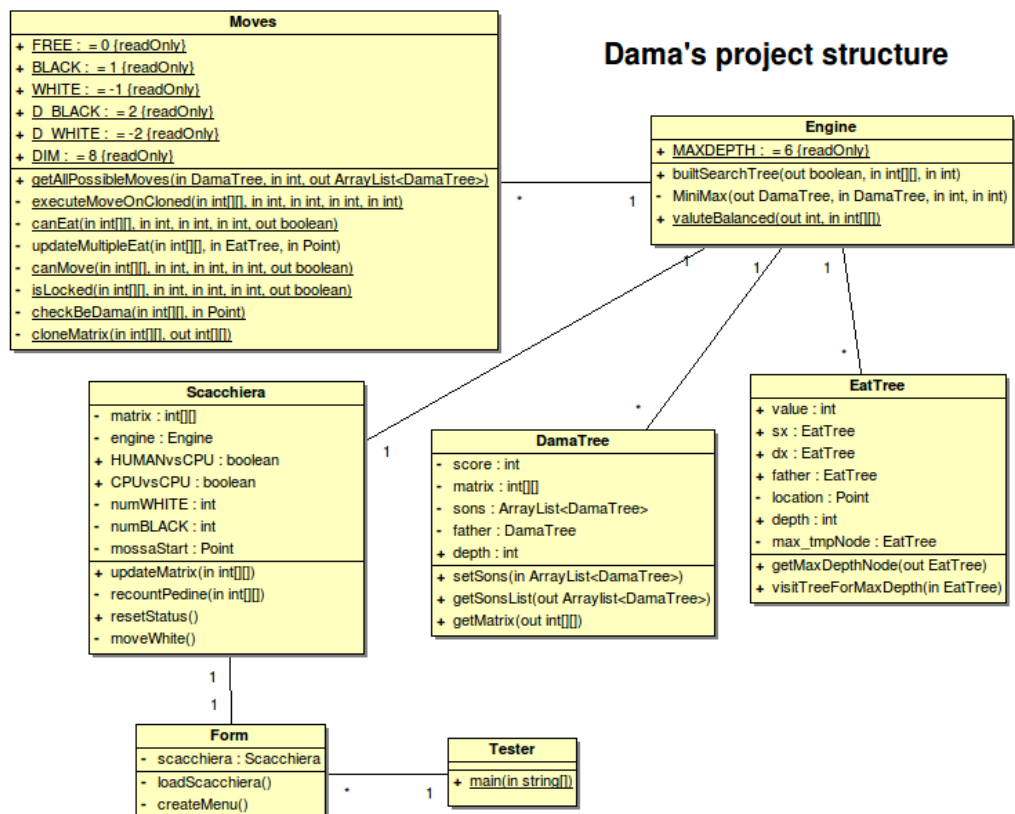 Dama's project structure
Moves
+ FREE : = 0 {readOnly}
+ BLACK : = 1 {readOnly}
+ WHITE : = -1 {readOnly}
+ D_BLACK : = 2 {readOnly}
+ D_WHITE : = -2 {readOnly}
+ DIM : = 8 {readOnly}
+ getAllPossibleMoves(in DamaTree, in int, out ArrayList<DamaTree>)
- executeMoveOnCloned(in int[][], in int, in int, in int, in int)
- canEat(in int[][], in int, in int, in int, out boolean)
- updateMultipleEat(in int[][], in EatTree, in Point)
- canMove(in int[][], in int, in int, in int, out boolean)
- isLocked(in int[][], in int, in int, in int, out boolean)
- checkBeDama(in int[][], in Point)
- cloneMatrix(in int[][], out int[][])
* 1
Engine
+ MAXDEPTH : = 6 {readOnly}
+ builtSearchTree(out boolean, in int[][], in int)
- MiniMax(out DamaTree, in DamaTree, in int, in int)
+ valuteBalanced(out int, in int[][])
1 1 1
1 * *
Scacchiera
- matrix : int[][]
- engine : Engine
+ HUMANvsCPU : boolean
+ CPUvsCPU : boolean
- numWHITE : int
- numBLACK : int
- mossaStart : Point
+ updateMatrix(in int[][])
- recountPedine(in int[][])
+ resetStatus()
- moveWhite()
DamaTree
- score : int
- matrix : int[][]
- sons : ArrayList<DamaTree>
- father : DamaTree
+ depth : int
+ setSons(in ArrayList<DamaTree>)
+ getSonsList(out Arraylist<DamaTree>)
+ getMatrix(out int[][])
EatTree
+ value : int
+ sx : EatTree
+ dx : EatTree
+ father : EatTree
- location : Point
+ depth : int
- max_tmpNode : EatTree
+ getMaxDepthNode(out EatTree)
+ visitTreeForMaxDepth(in EatTree)
1
1
Form
- scacchiera : Scacchiera
- loadScacchiera()
- createMenu()
* 1
Tester
+ main(in string[])